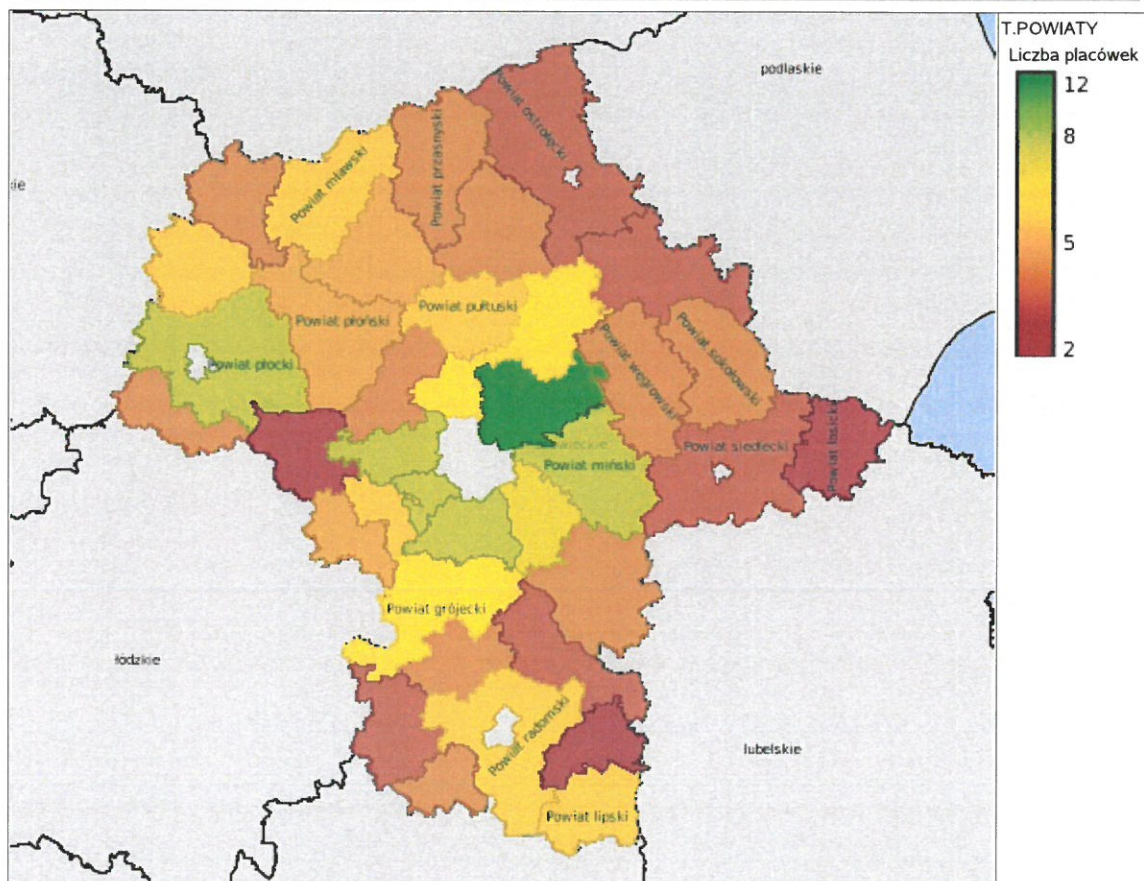 T.POWIATY
Liczba placówek
12
8
5
2
podlaskie
Powiat ostrołęcki
Powiat przasnyski
Powiat mławski
Powiat pułtuski
Powiat płoński
Powiat sokołowski
Powiat węgrowski
Powiat płocki
Powiat siedlecki
Powiat łosicki
Powiat miński
Powiat grójecki
łódzkie
Powiat radomski
lubelskie
Powiat lipski